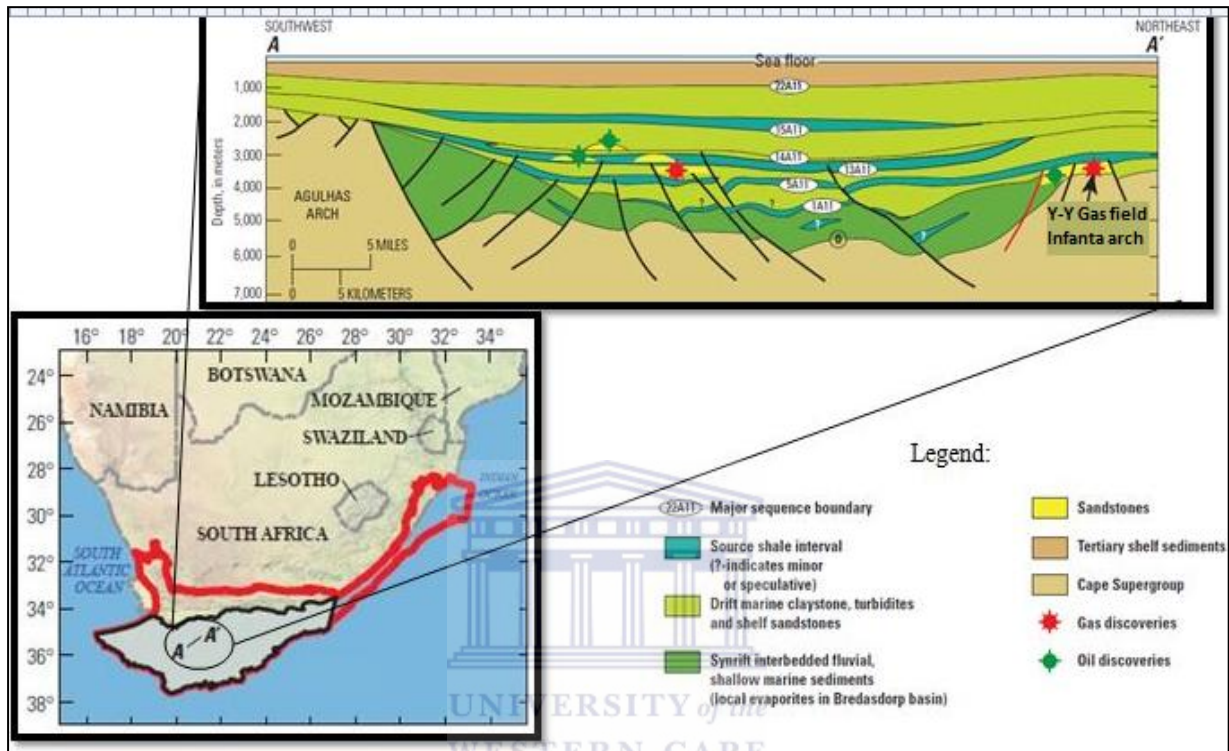 SOUTHWEST
A
NORTHEAST
A'
Sea floor
Depth, in meters
1,000
2,000
3,000
4,000
5,000
6,000
7,000
22A11
15A11
14A11
13A11
5A11
1A11
?
?
?
?
0
AGULHAS
ARCH
0 5 MILES
0 5 KILOMETERS
Y-Y Gas field
Infanta arch
16° 18° 20° 22° 24° 26° 28° 30° 32° 34°
24°
26°
28°
30°
32°
34°
36°
38°
BOTSWANA
NAMIBIA
MOZAMBIQUE
SWAZILAND
LESOTHO
SOUTH AFRICA
INDIAN
OCEAN
SOUTH
ATLANTIC
OCEAN
A A'
Legend:
22A11 Major sequence boundary
Source shale interval
(?-indicates minor
or speculative)
Drift marine claystone, turbidites
and shelf sandstones
Synrift interbedded fluvial,
shallow marine sediments
(local evaporites in Bredasdorp basin)
Sandstones
Tertiary shelf sediments
Cape Supergroup
Gas discoveries
Oil discoveries
UNIVERSITY of the
WESTERN CAPE